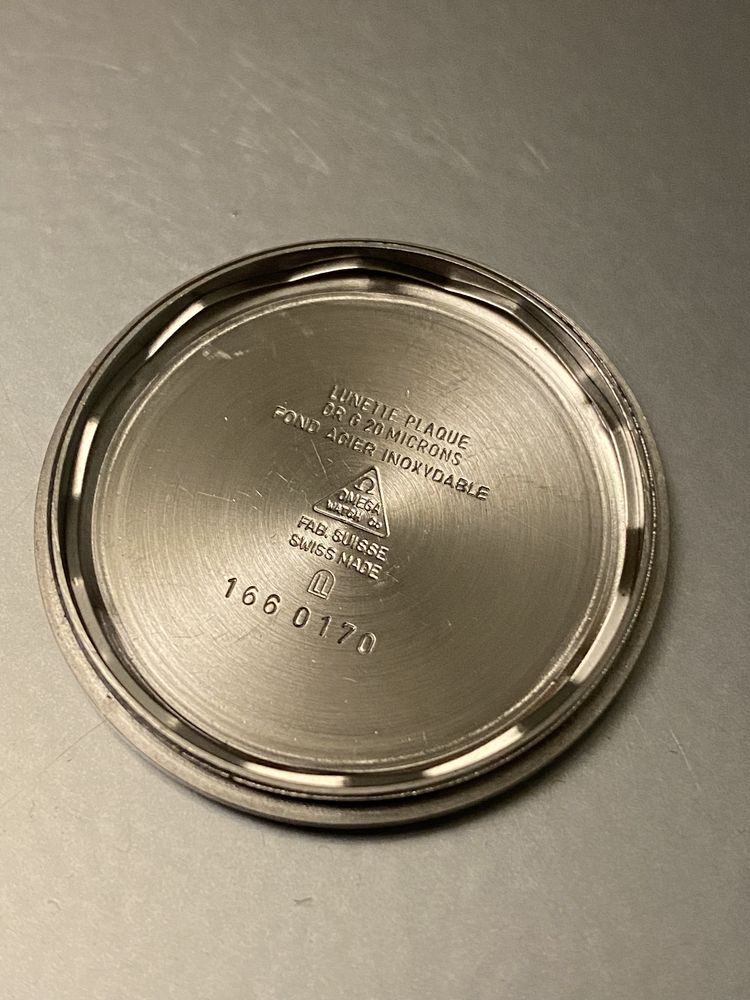 LUNETTE PLAQUE
OR G 20 MICRONS
FOND ACIER INOXYDABLE
Ω
OMEGA
WATCH Co
FAB. SUISSE
SWISS MADE
166 0170